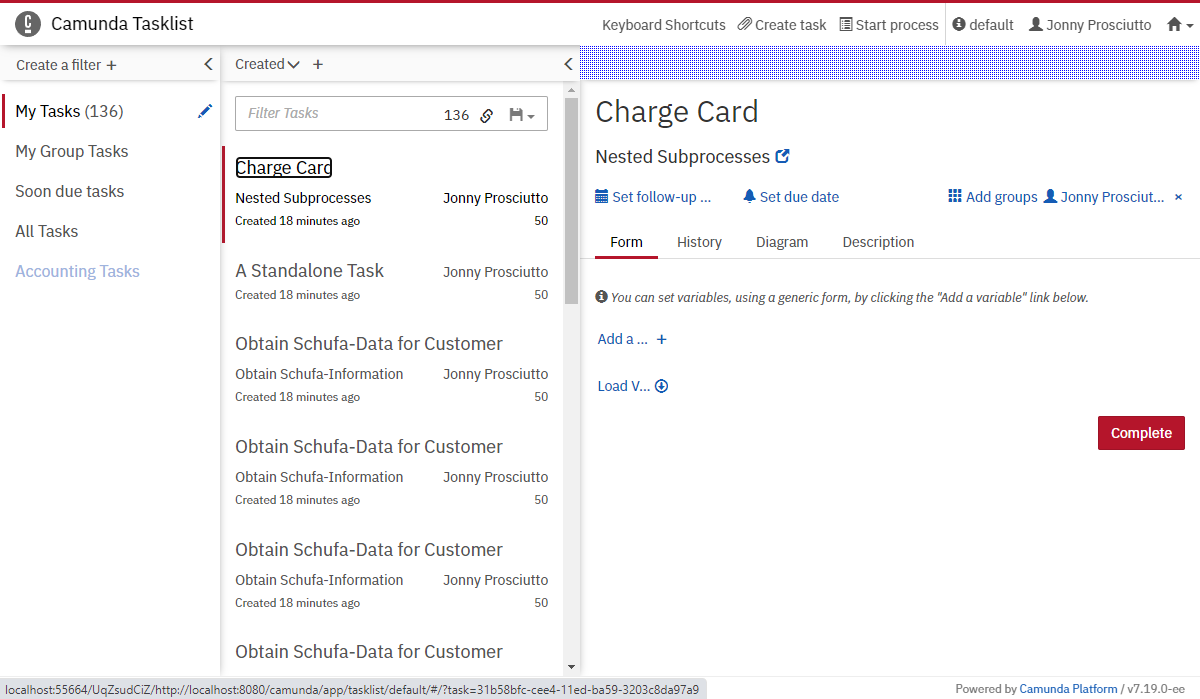 Camunda Tasklist
Keyboard Shortcuts
Create task
Start process
default
Jonny Prosciutto
Create a filter +
My Tasks (136)
My Group Tasks
Soon due tasks
All Tasks
Accounting Tasks
Created
+
Filter Tasks
136
Charge Card
Nested Subprocesses Jonny Prosciutto
Created 18 minutes ago 50
A Standalone Task Jonny Prosciutto
Created 18 minutes ago 50
Obtain Schufa-Data for Customer
Obtain Schufa-Information Jonny Prosciutto
Created 18 minutes ago 50
Obtain Schufa-Data for Customer
Obtain Schufa-Information Jonny Prosciutto
Created 18 minutes ago 50
Obtain Schufa-Data for Customer
Obtain Schufa-Information Jonny Prosciutto
Created 18 minutes ago 50
Obtain Schufa-Data for Customer
Charge Card
Nested Subprocesses
Set follow-up ...
Set due date
Add groups
Jonny Prosciut... ×
Form
History
Diagram
Description
You can set variables, using a generic form, by clicking the "Add a variable" link below.
Add a ... +
Load V...
Complete
localhost:55664/UqZsudCiZ/http://localhost:8080/camunda/app/tasklist/default/#/?task=31b58bfc-cee4-11ed-ba59-3203c8da97a9
Powered by Camunda Platform / v7.19.0-ee